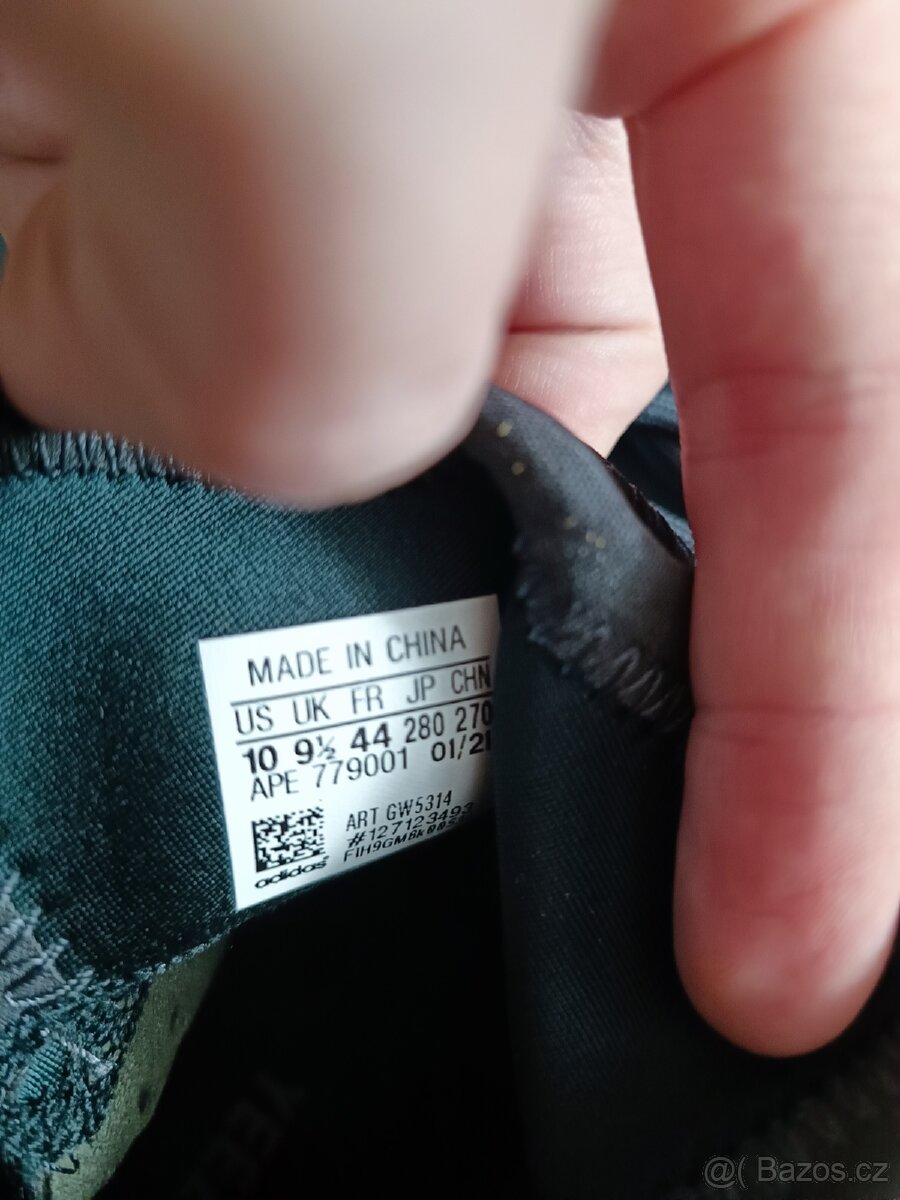 MADE IN CHINA
US UK FR JP CHN
10 9½ 44 280 270
APE 779001 01/21
ART GW5314
#127123493
adidas
@( Bazos.cz